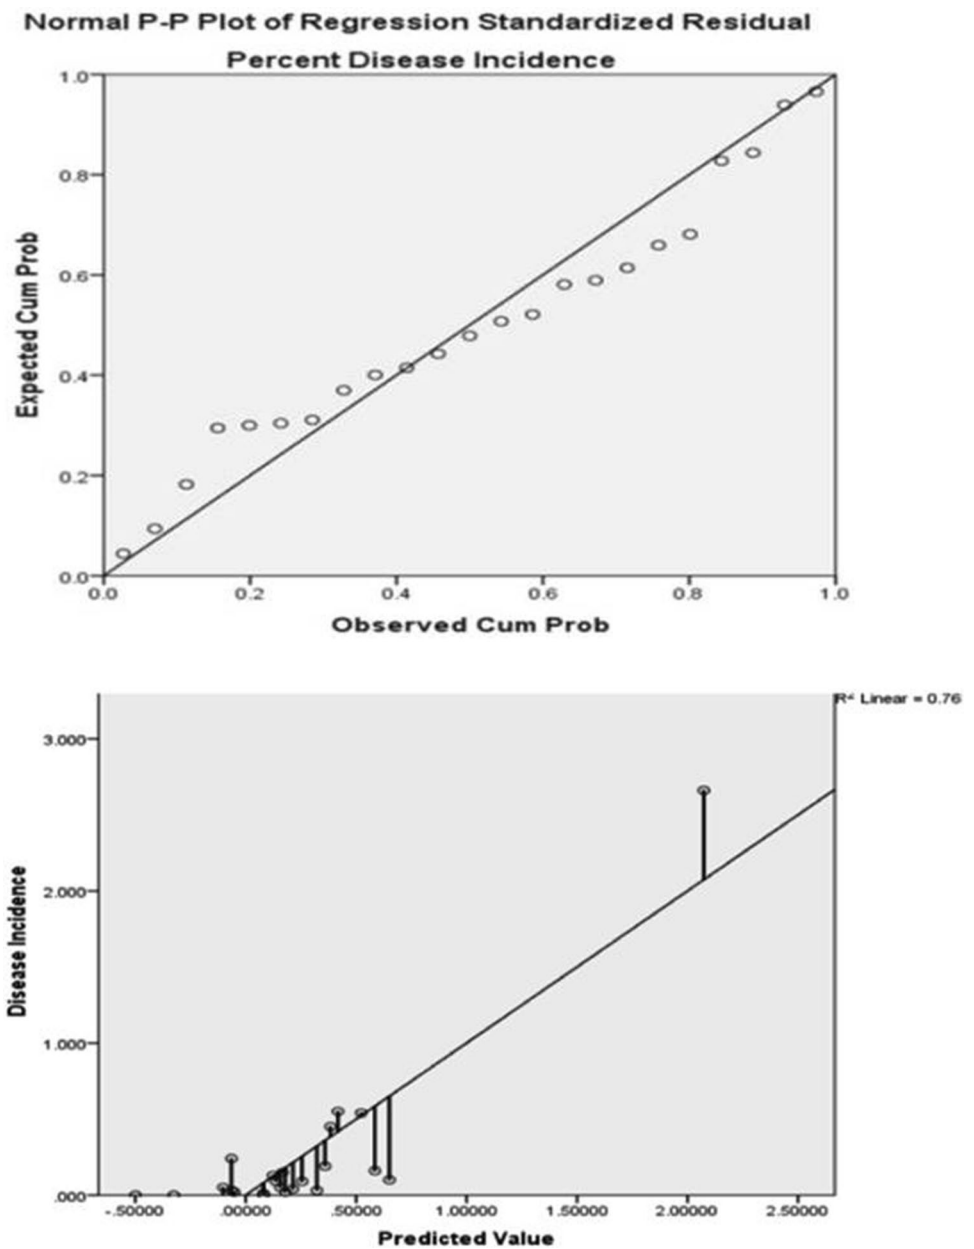 Normal P-P Plot of Regression Standardized Residual
Percent Disease Incidence
1.0
0.8
0.6
0.4
0.2
0.0
Expected Cum Prob
0.0 0.2 0.4 0.6 0.8 1.0
Observed Cum Prob
R² Linear = 0.76
3.000
2.000
1.000
.000
Disease Incidence
-.50000 .00000 .50000 1.00000 1.50000 2.00000 2.50000
Predicted Value